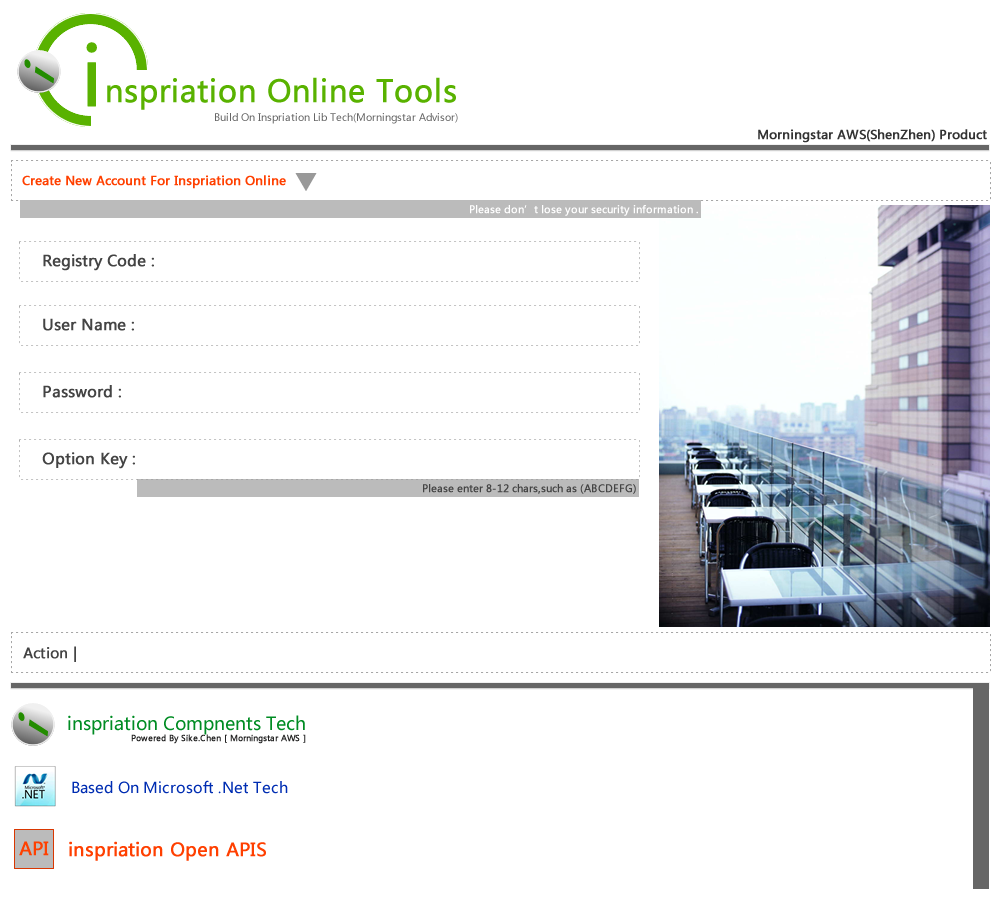 inspriation Online Tools
Build On Inspriation Lib Tech(Morningstar Advisor)
Morningstar AWS(ShenZhen) Product
Create New Account For Inspriation Online
Please don't lose your security information .
Registry Code :
User Name :
Password :
Option Key :
Please enter 8-12 chars,such as (ABCDEFG)
Action |
inspriation Compnents Tech
Powered By Sike.Chen [ Morningstar AWS ]
Microsoft
.NET
Based On Microsoft .Net Tech
API
inspriation Open APIS